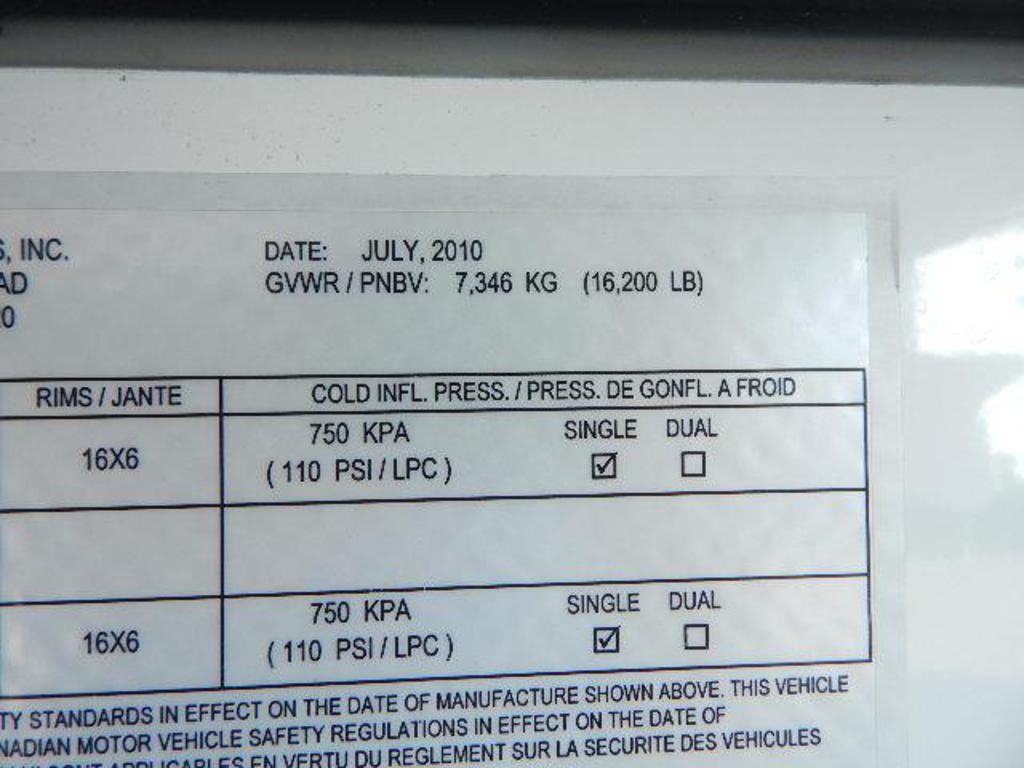 S, INC. DATE: JULY, 2010
AD GVWR / PNBV: 7,346 KG (16,200 LB)
0
RIMS / JANTE COLD INFL. PRESS. / PRESS. DE GONFL. A FROID
750 KPA SINGLE DUAL
16X6 ( 110 PSI / LPC ) ☑ ☐
750 KPA SINGLE DUAL
16X6 ( 110 PSI / LPC ) ☑ ☐
TY STANDARDS IN EFFECT ON THE DATE OF MANUFACTURE SHOWN ABOVE. THIS VEHICLE
NADIAN MOTOR VEHICLE SAFETY REGULATIONS IN EFFECT ON THE DATE OF
APPLICABLES EN VERTU DU REGLEMENT SUR LA SECURITE DES VEHICULES